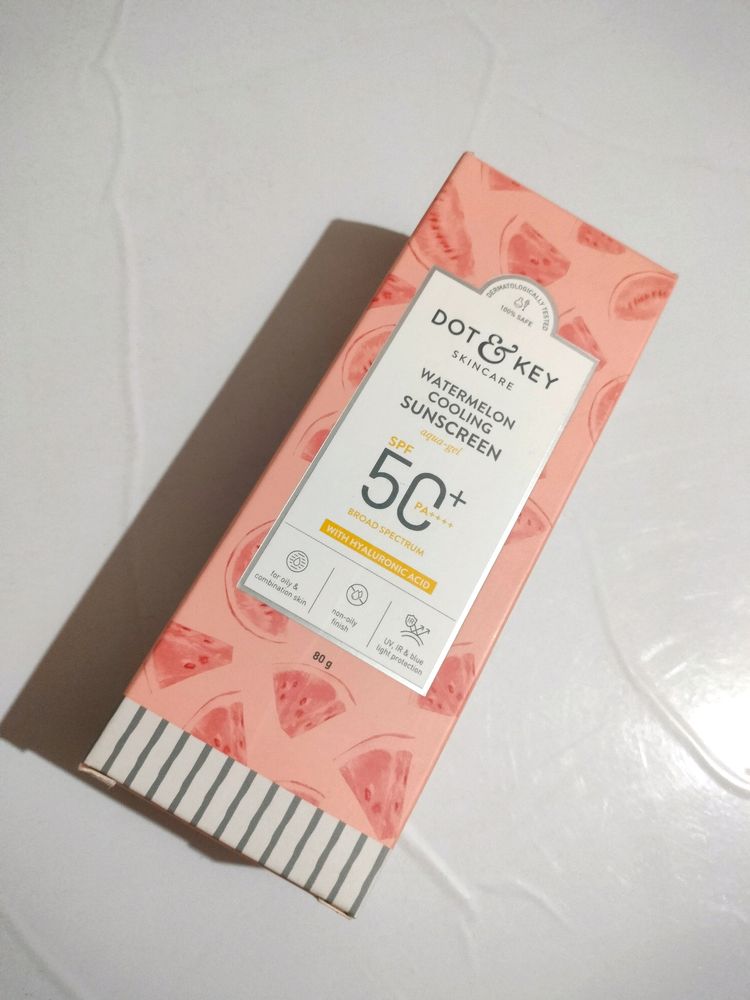 DERMATOLOGICALLY TESTED
100% SAFE
DOT & KEY
SKINCARE
WATERMELON
COOLING
SUNSCREEN
aqua-gel
SPF
50+
PA++++
BROAD SPECTRUM
WITH HYALURONIC ACID
for oily &
combination skin
non-oily
finish
IR
UV, IR & blue
light protection
80 g